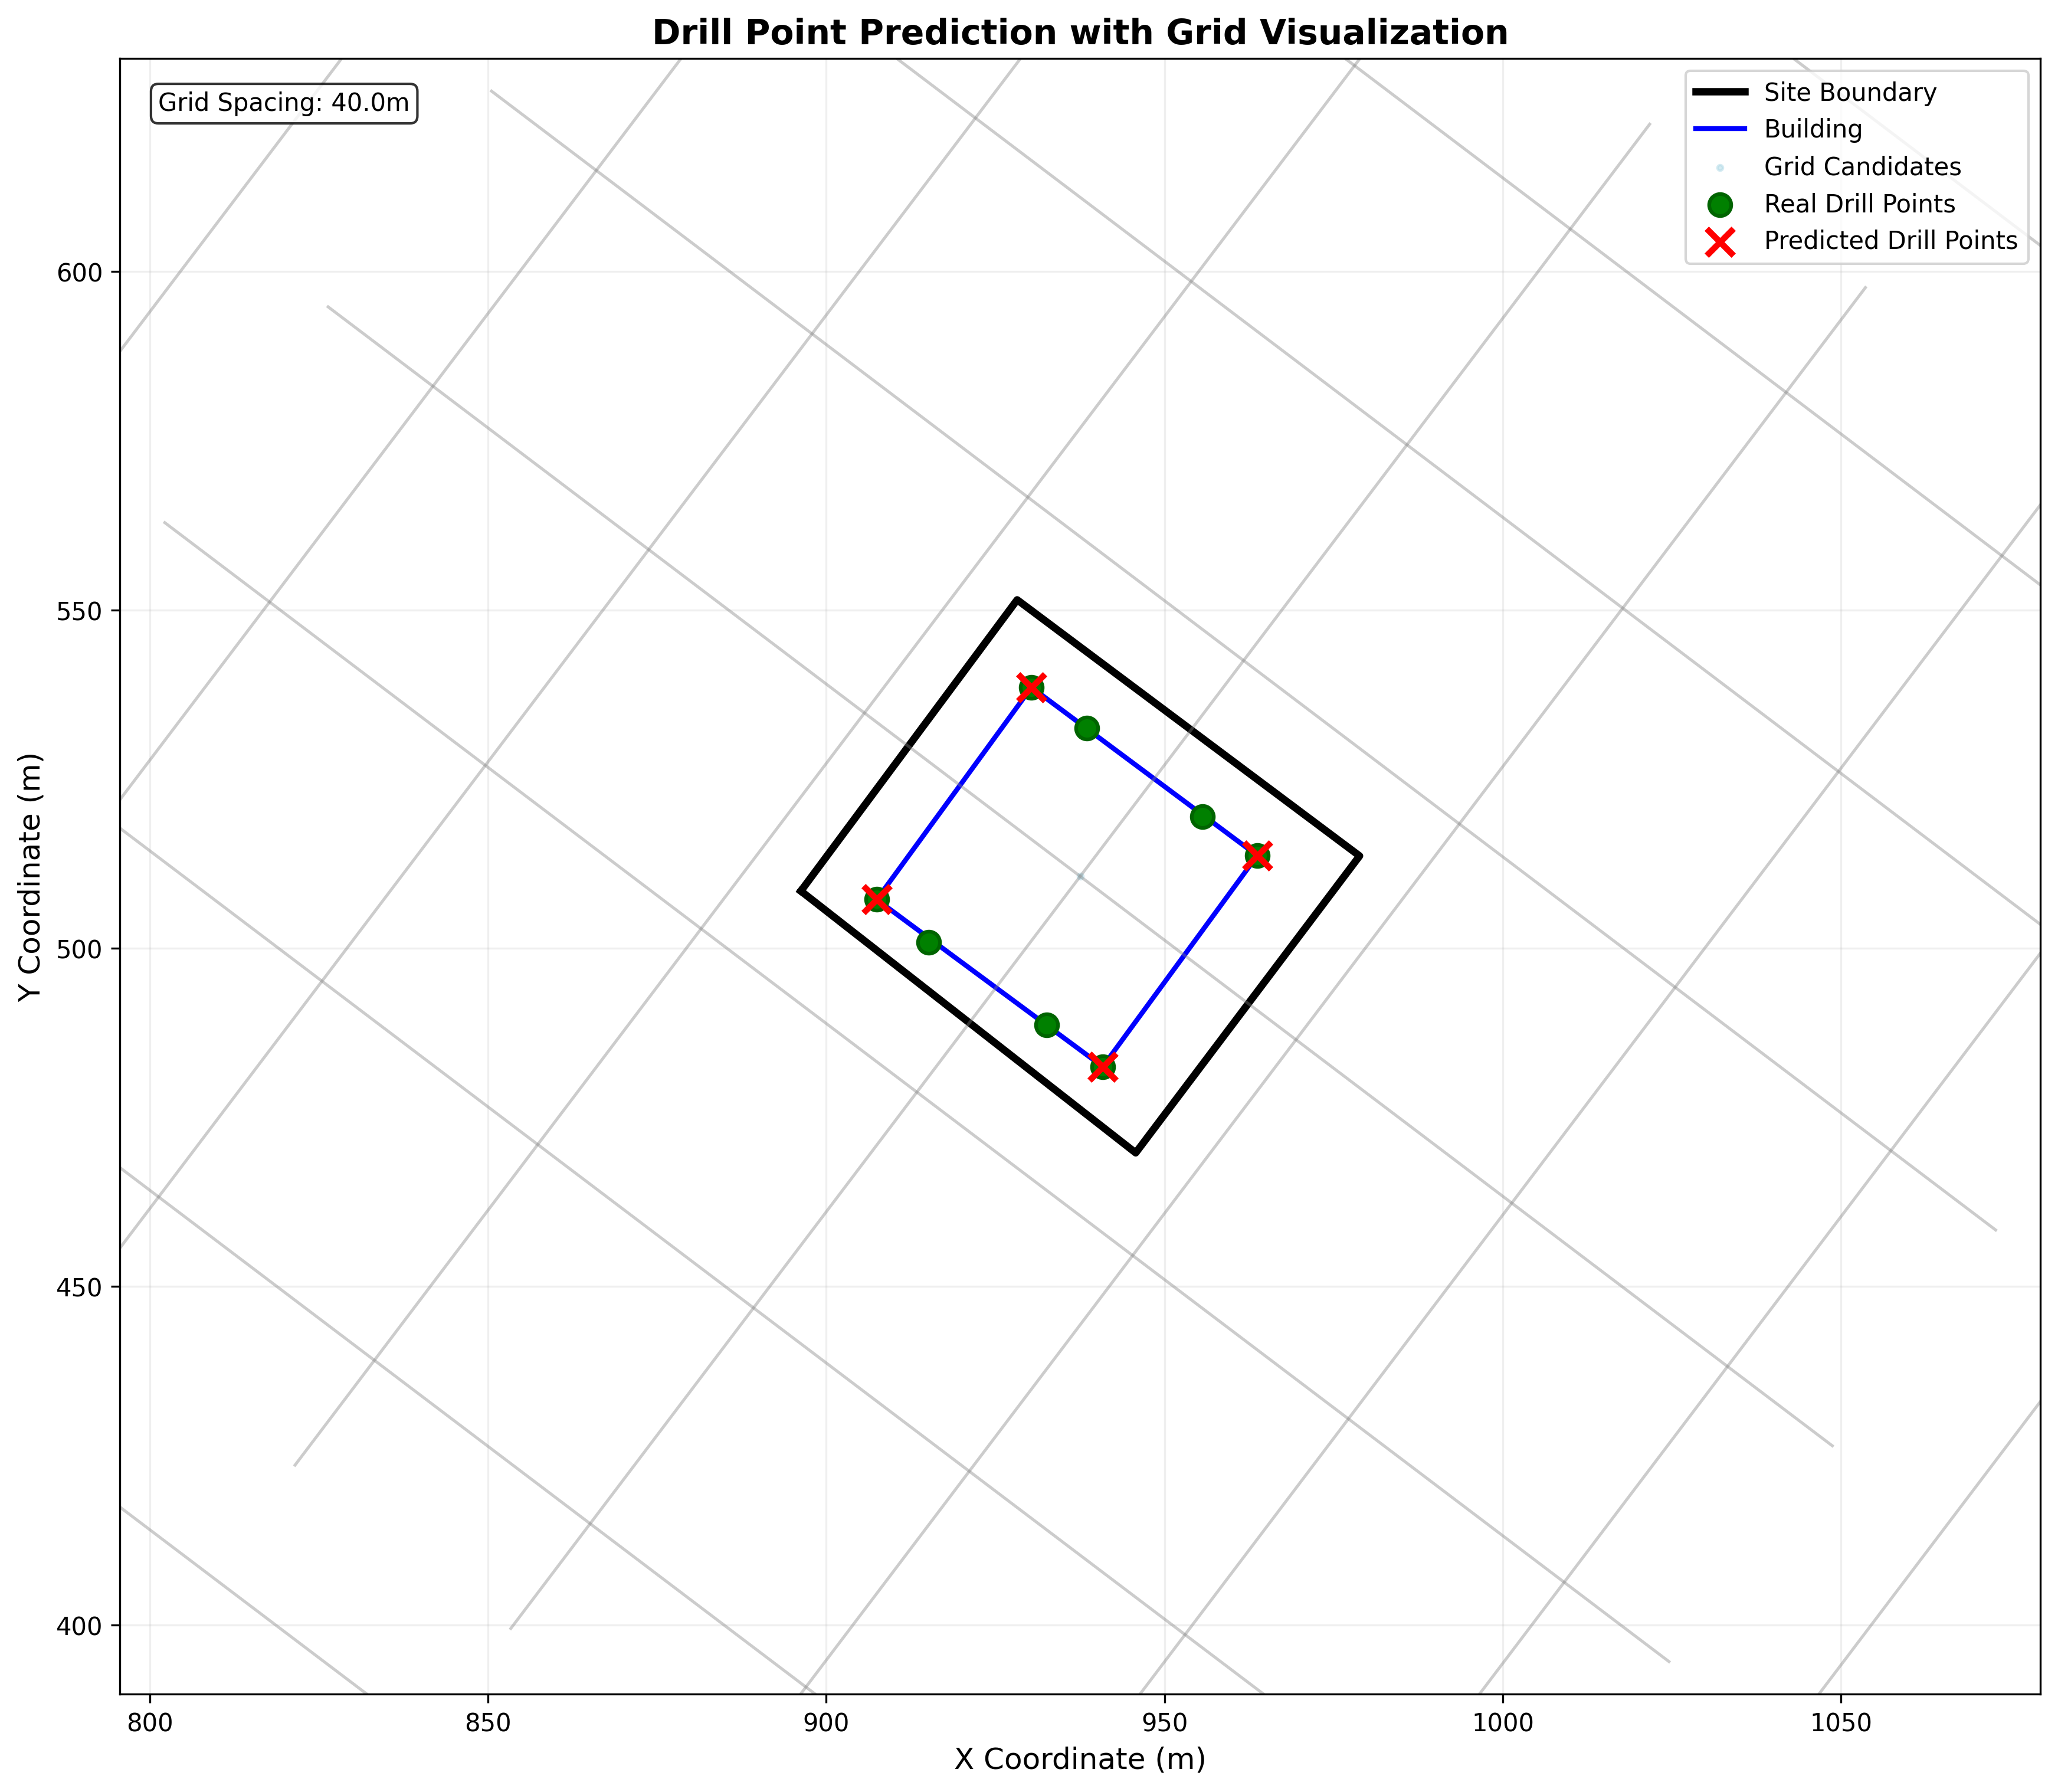 Drill Point Prediction with Grid Visualization
Grid Spacing: 40.0m
Site Boundary
Building
Grid Candidates
Real Drill Points
Predicted Drill Points
Y Coordinate (m)
600
550
500
450
400
800
850
900
950
1000
1050
X Coordinate (m)